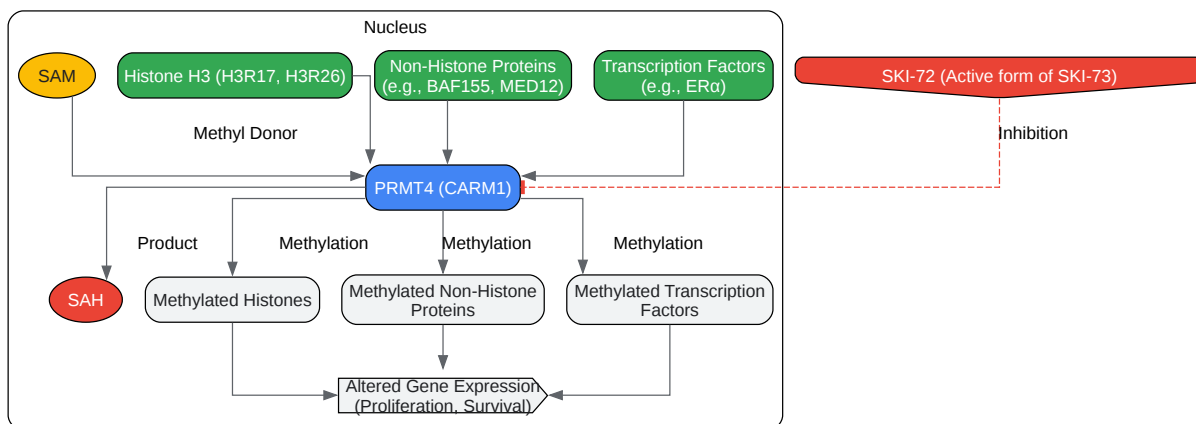 Nucleus
SAM
Histone H3 (H3R17, H3R26)
Non-Histone Proteins
(e.g., BAF155, MED12)
Transcription Factors
(e.g., ERα)
SKI-72 (Active form of SKI-73)
Methyl Donor
Inhibition
PRMT4 (CARM1)
Product
Methylation
Methylation
Methylation
SAH
Methylated Histones
Methylated Non-Histone
Proteins
Methylated Transcription
Factors
Altered Gene Expression
(Proliferation, Survival)